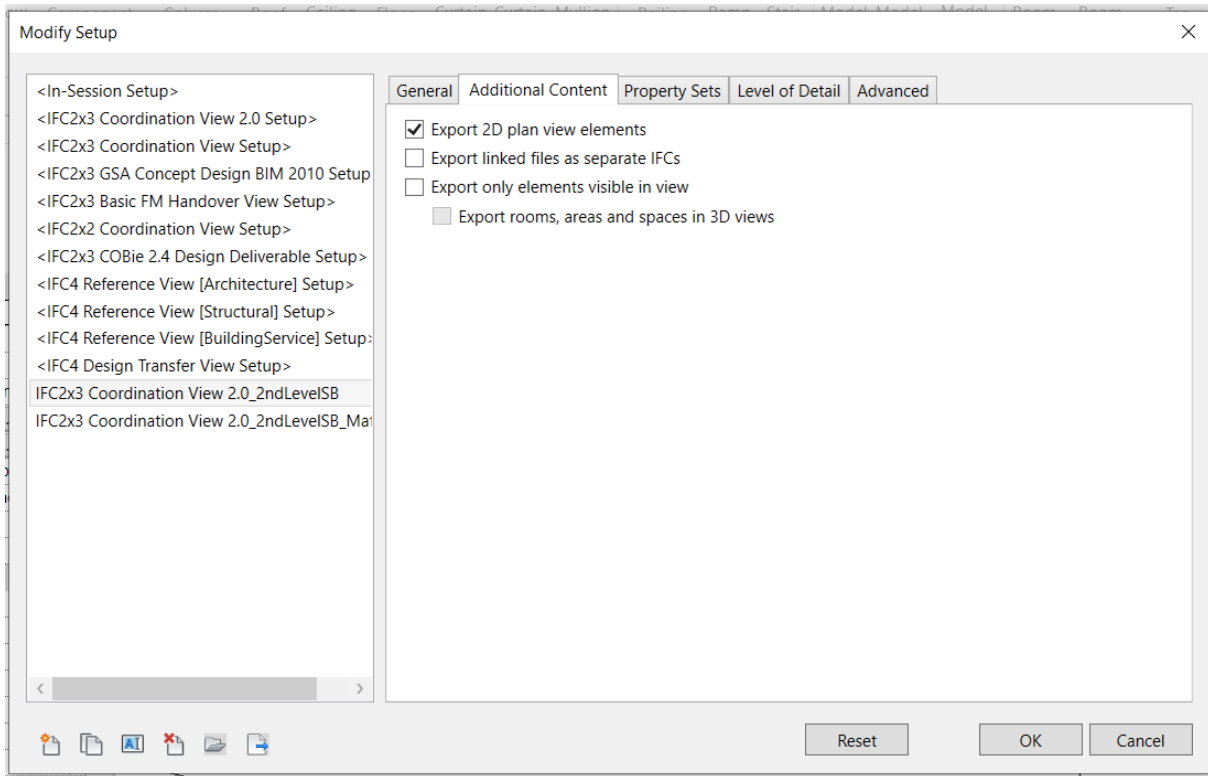 Modify Setup
<In-Session Setup>
<IFC2x3 Coordination View 2.0 Setup>
<IFC2x3 Coordination View Setup>
<IFC2x3 GSA Concept Design BIM 2010 Setup
<IFC2x3 Basic FM Handover View Setup>
<IFC2x2 Coordination View Setup>
<IFC2x3 COBie 2.4 Design Deliverable Setup>
<IFC4 Reference View [Architecture] Setup>
<IFC4 Reference View [Structural] Setup>
<IFC4 Reference View [BuildingService] Setup>
<IFC4 Design Transfer View Setup>
IFC2x3 Coordination View 2.0_2ndLevelSB
IFC2x3 Coordination View 2.0_2ndLevelSB_Mat
General Additional Content Property Sets Level of Detail Advanced
Export 2D plan view elements
Export linked files as separate IFCs
Export only elements visible in view
Export rooms, areas and spaces in 3D views
Reset OK Cancel